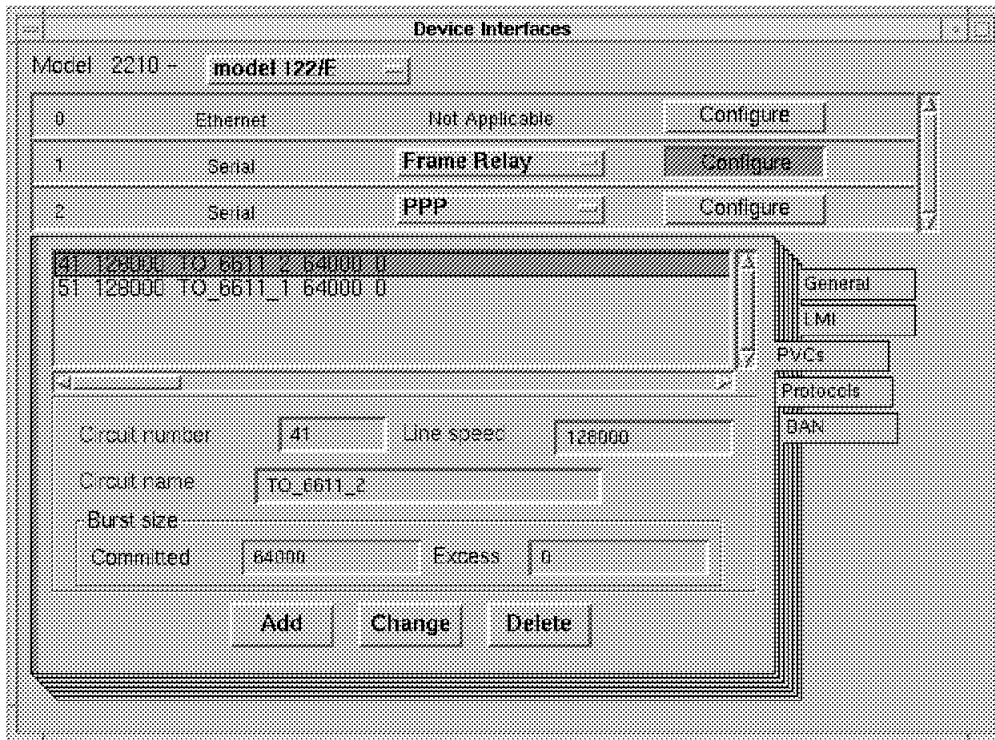 Device Interfaces
Model 2210 - model 122/F
0 Ethernet Not Applicable Configure
1 Serial Frame Relay Configure
2 Serial PPP Configure
41 128000 TO_6611_2 64000 0
51 128000 TO_6611_1 64000 0
General
LMI
PVCs
Protocols
BAN
Circuit number 41 Line speed 128000
Circuit name TO_6611_2
Burst size
Committed 64000 Excess 0
Add Change Delete